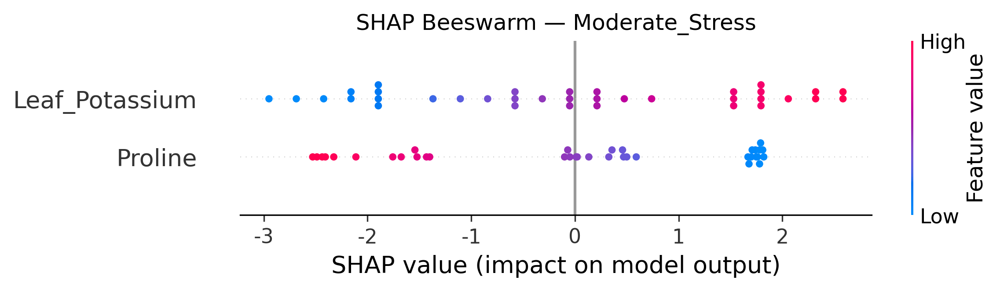 SHAP Beeswarm — Moderate_Stress
High
Leaf_Potassium
Proline
Feature value
Low
-3 -2 -1 0 1 2
SHAP value (impact on model output)